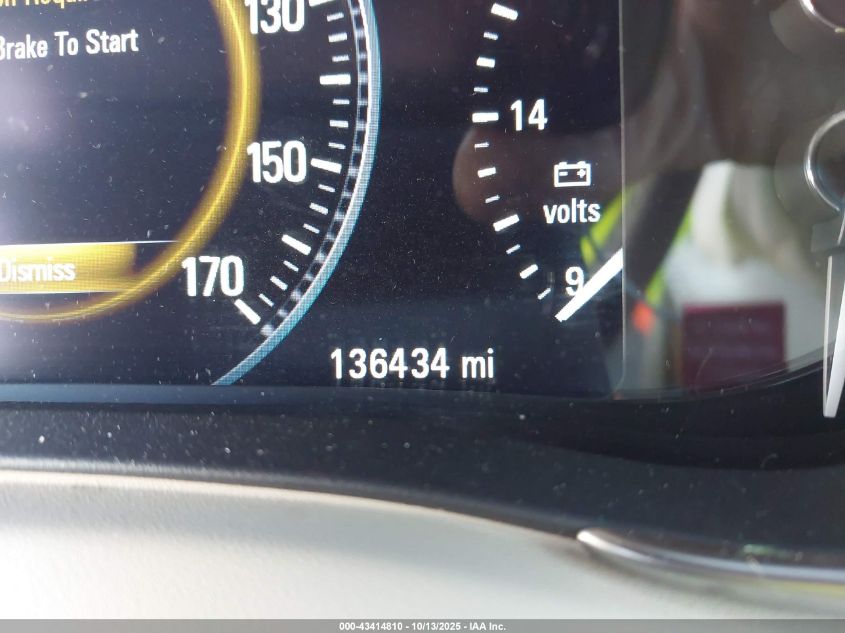 130
Brake To Start
14
150
volts
Dismiss
170
9
136434 mi
000-43414810 - 10/13/2025 - IAA Inc.